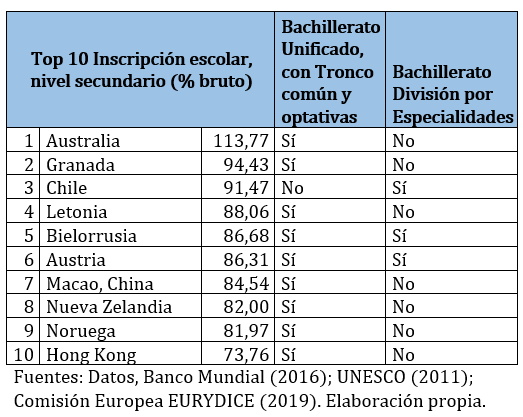 Top 10 Inscripción escolar, nivel secundario (% bruto) | Bachillerato Unificado, con Tronco común y optativas | Bachillerato División por Especialidades
1 Australia 113,77 Sí No
2 Granada 94,43 Sí No
3 Chile 91,47 No Sí
4 Letonia 88,06 Sí No
5 Bielorrusia 86,68 Sí Sí
6 Austria 86,31 Sí Sí
7 Macao, China 84,54 Sí No
8 Nueva Zelandia 82,00 Sí No
9 Noruega 81,97 Sí No
10 Hong Kong 73,76 Sí No
Fuentes: Datos, Banco Mundial (2016); UNESCO (2011);
Comisión Europea EURYDICE (2019). Elaboración propia.